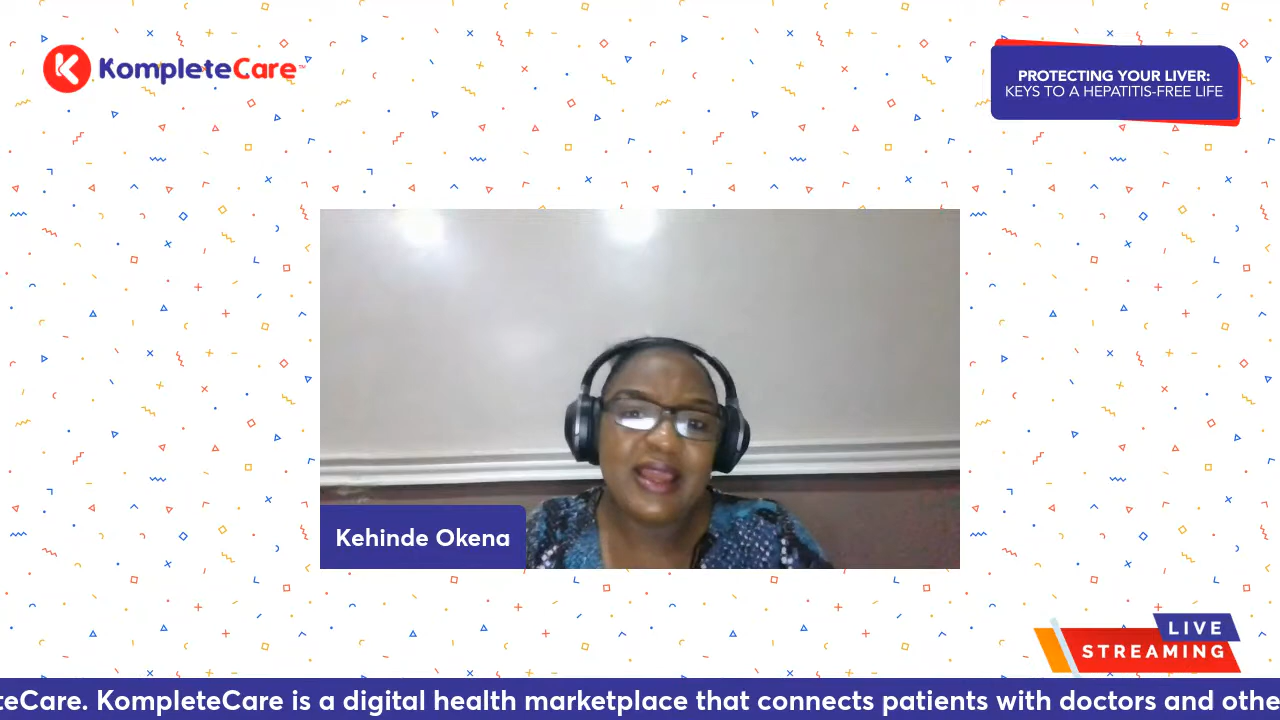 KompleteCare™
PROTECTING YOUR LIVER:
KEYS TO A HEPATITIS-FREE LIFE
Kehinde Okena
LIVE
STREAMING
teCare. KompleteCare is a digital health marketplace that connects patients with doctors and othe